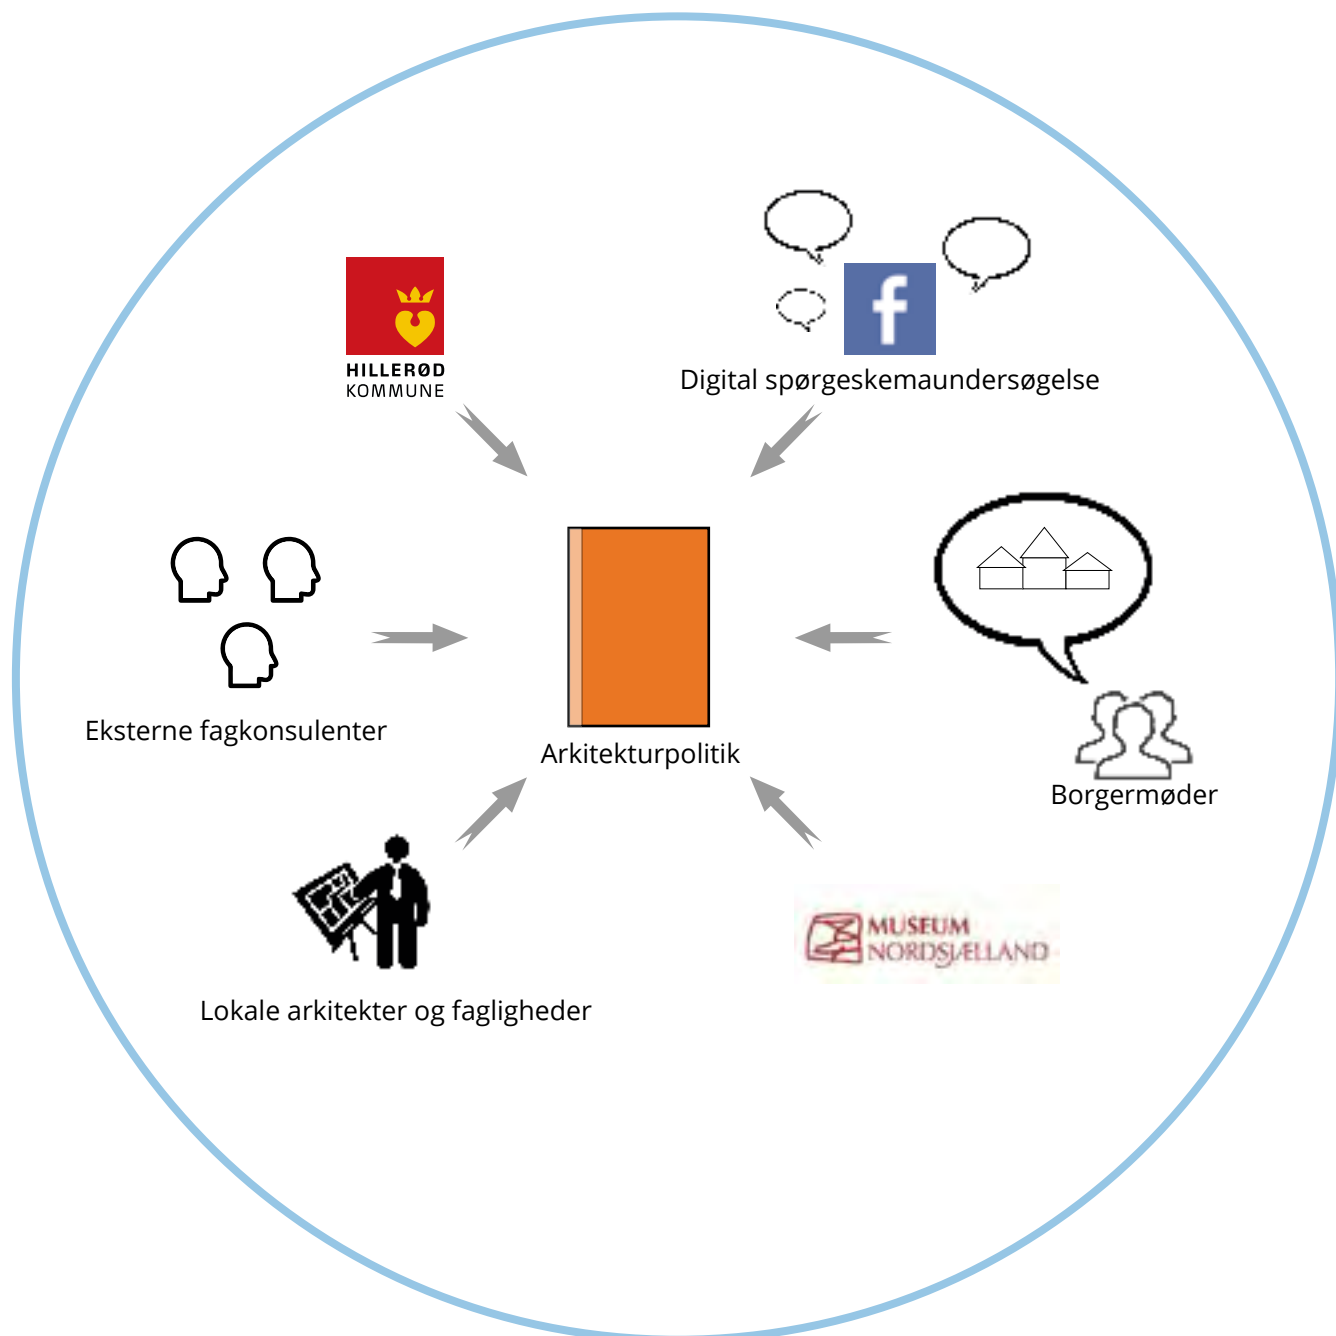 HILLERØD
KOMMUNE
f
Digital spørgeskemaundersøgelse
Eksterne fagkonsulenter
Arkitekturpolitik
Borgermøder
Lokale arkitekter og fagligheder
MUSEUM
NORDSJÆLLAND